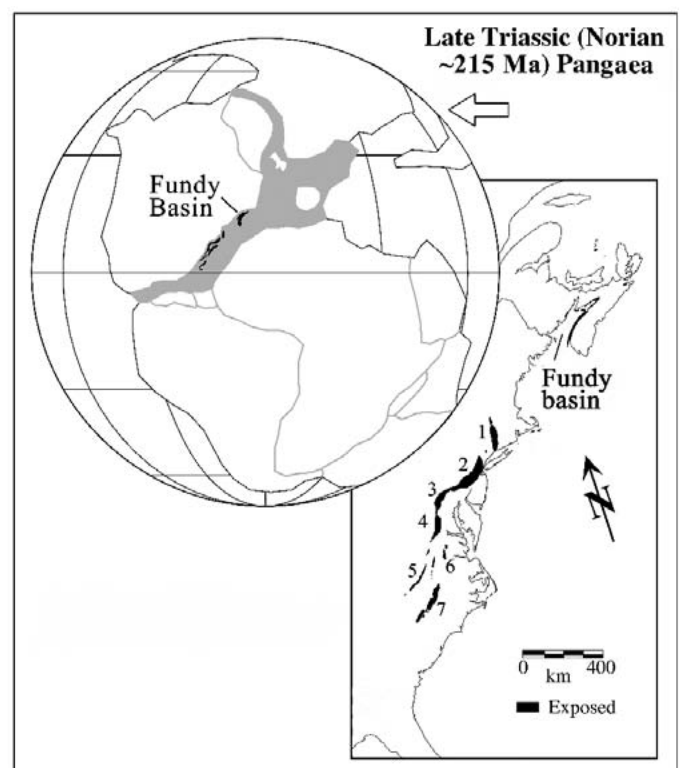 Late Triassic (Norian
~215 Ma) Pangaea
Fundy
Basin
Fundy
basin
1
2
3
4
5
6
7
N
0 400
km
Exposed